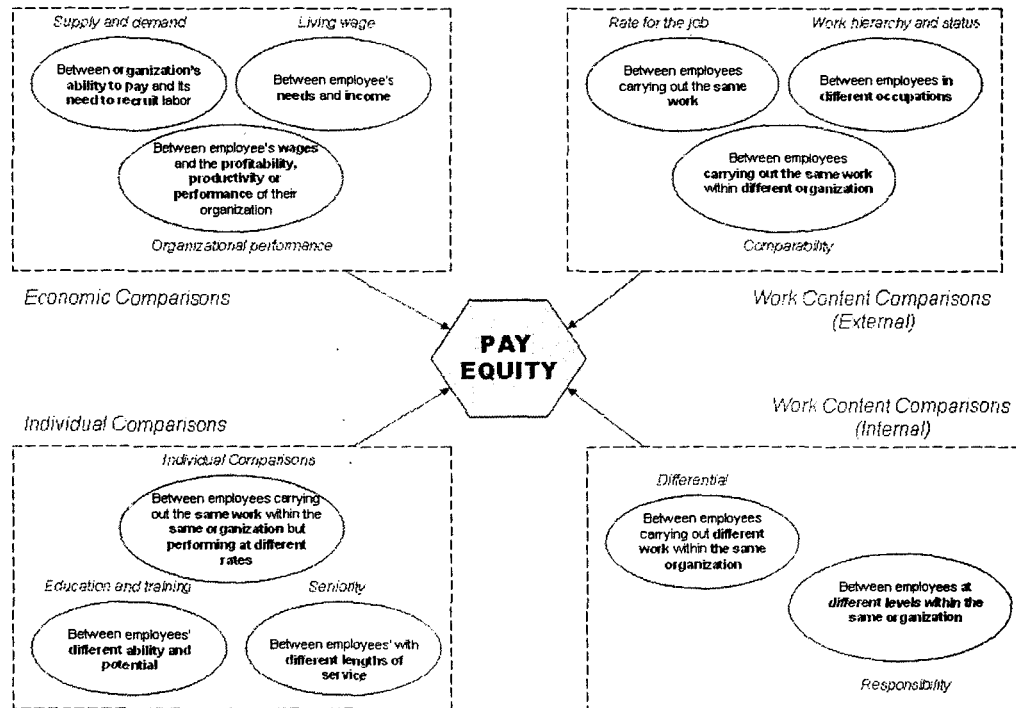 Supply and demand
Living wage
Between organization's
ability to pay and its
need to recruit labor
Between employee's
needs and income
Between employee's wages
and the profitability,
productivity or
performance of their
organization
Organizational performance
Economic Comparisons
Rate for the job
Work hierarchy and status
Between employees
carrying out the same
work
Between employees in
different occupations
Between employees
carrying out the same work
within different organization
Comparability
Work Content Comparisons
(External)
PAY
EQUITY
Individual Comparisons
Individual Comparisons
Between employees carrying
out the same work within the
same organization but
performing at different
rates
Education and training
Seniority
Between employees'
different ability and
potential
Between employees' with
different lengths of
service
Work Content Comparisons
(Internal)
Differential
Between employees
carrying out different
work within the same
organization
Between employees at
different levels within the
same organization
Responsibility